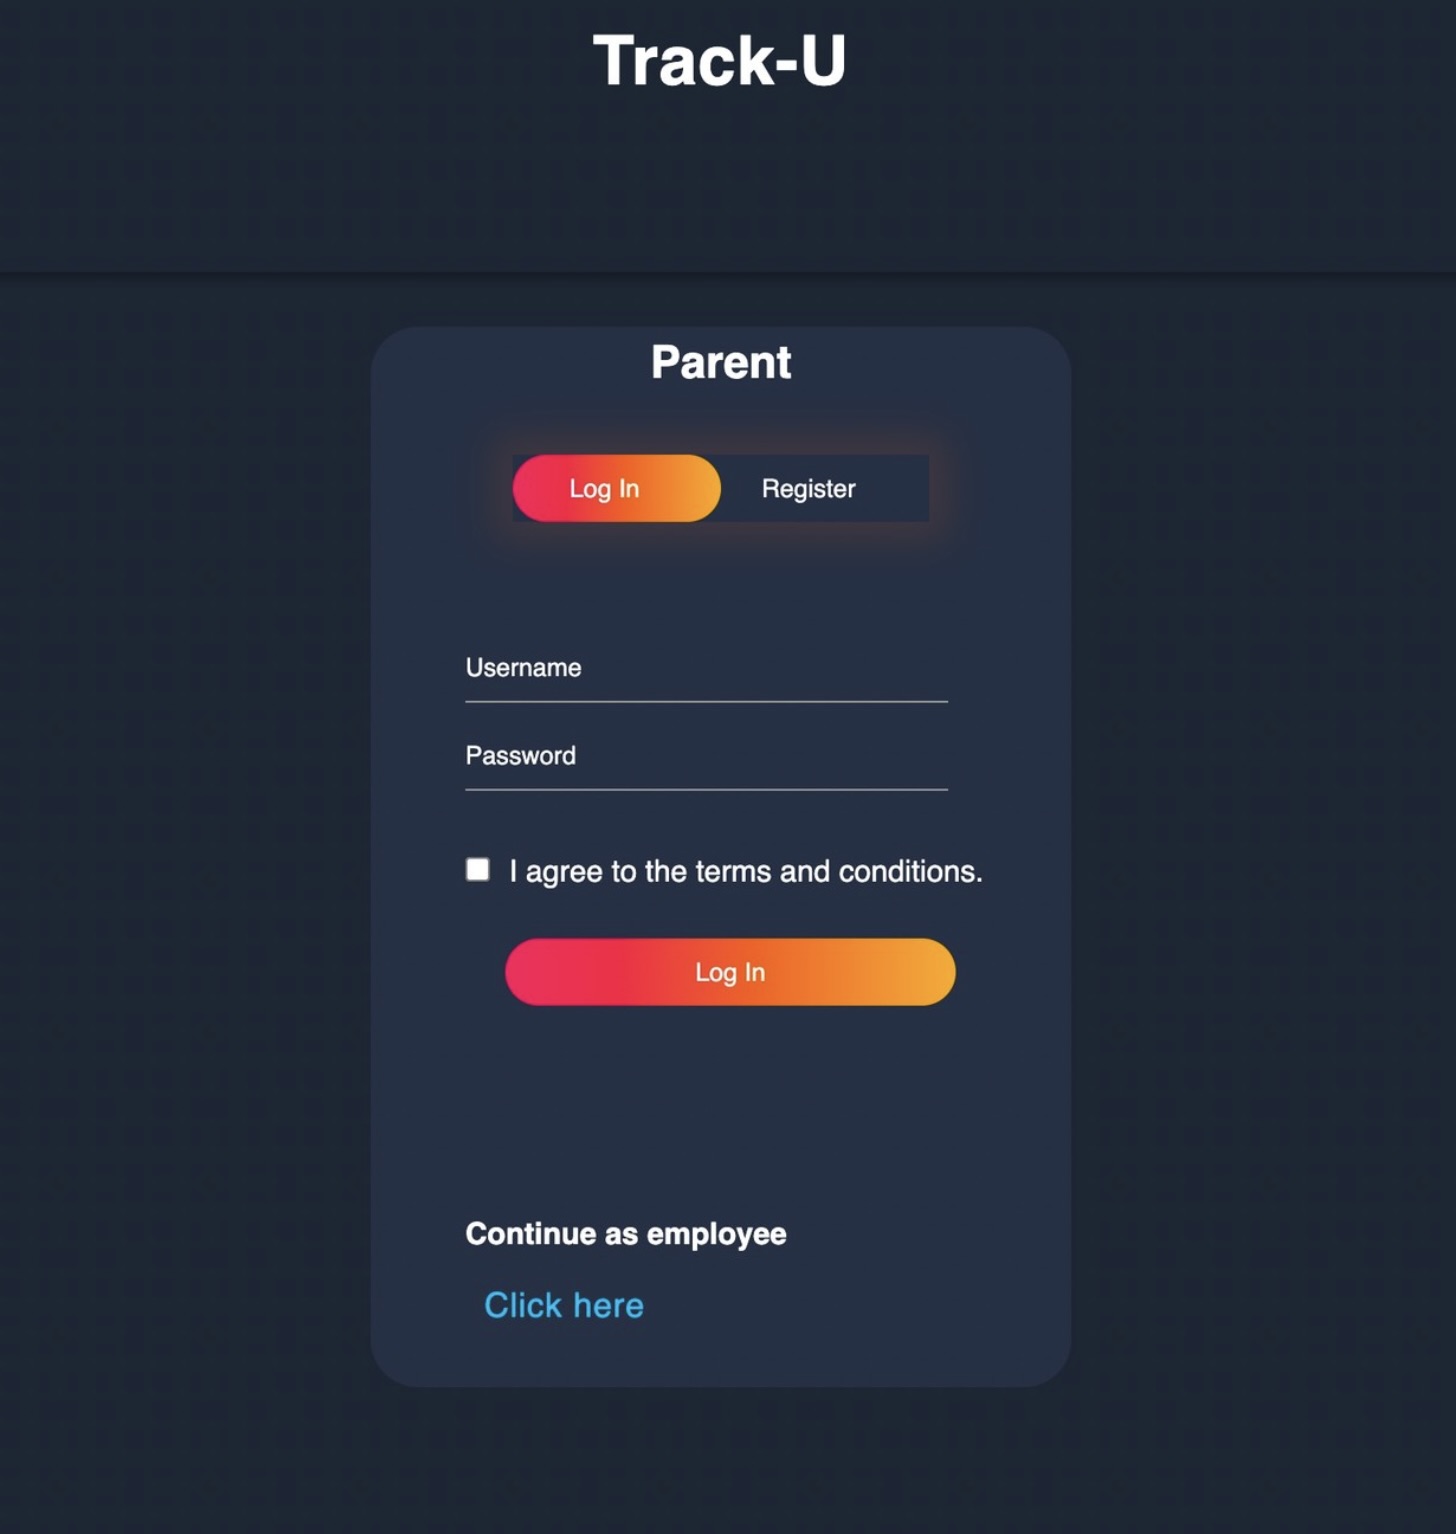 Track-U
Parent
Log In Register
Username
Password
I agree to the terms and conditions.
Log In
Continue as employee
Click here